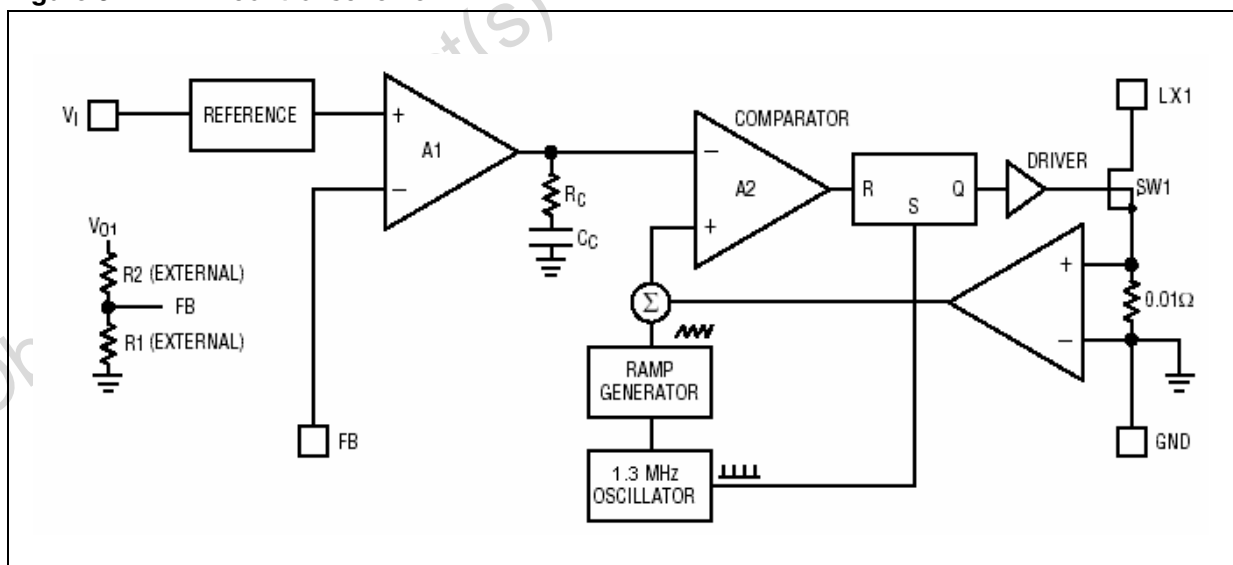 t(s)
V_I
REFERENCE
+
A1
−
COMPARATOR
−
A2
+
R
S
Q
DRIVER
LX1
SW1
R_C
C_C
V_O1
R2 (EXTERNAL)
FB
R1 (EXTERNAL)
FB
Σ
RAMP
GENERATOR
1.3 MHz
OSCILLATOR
+
−
0.01Ω
GND